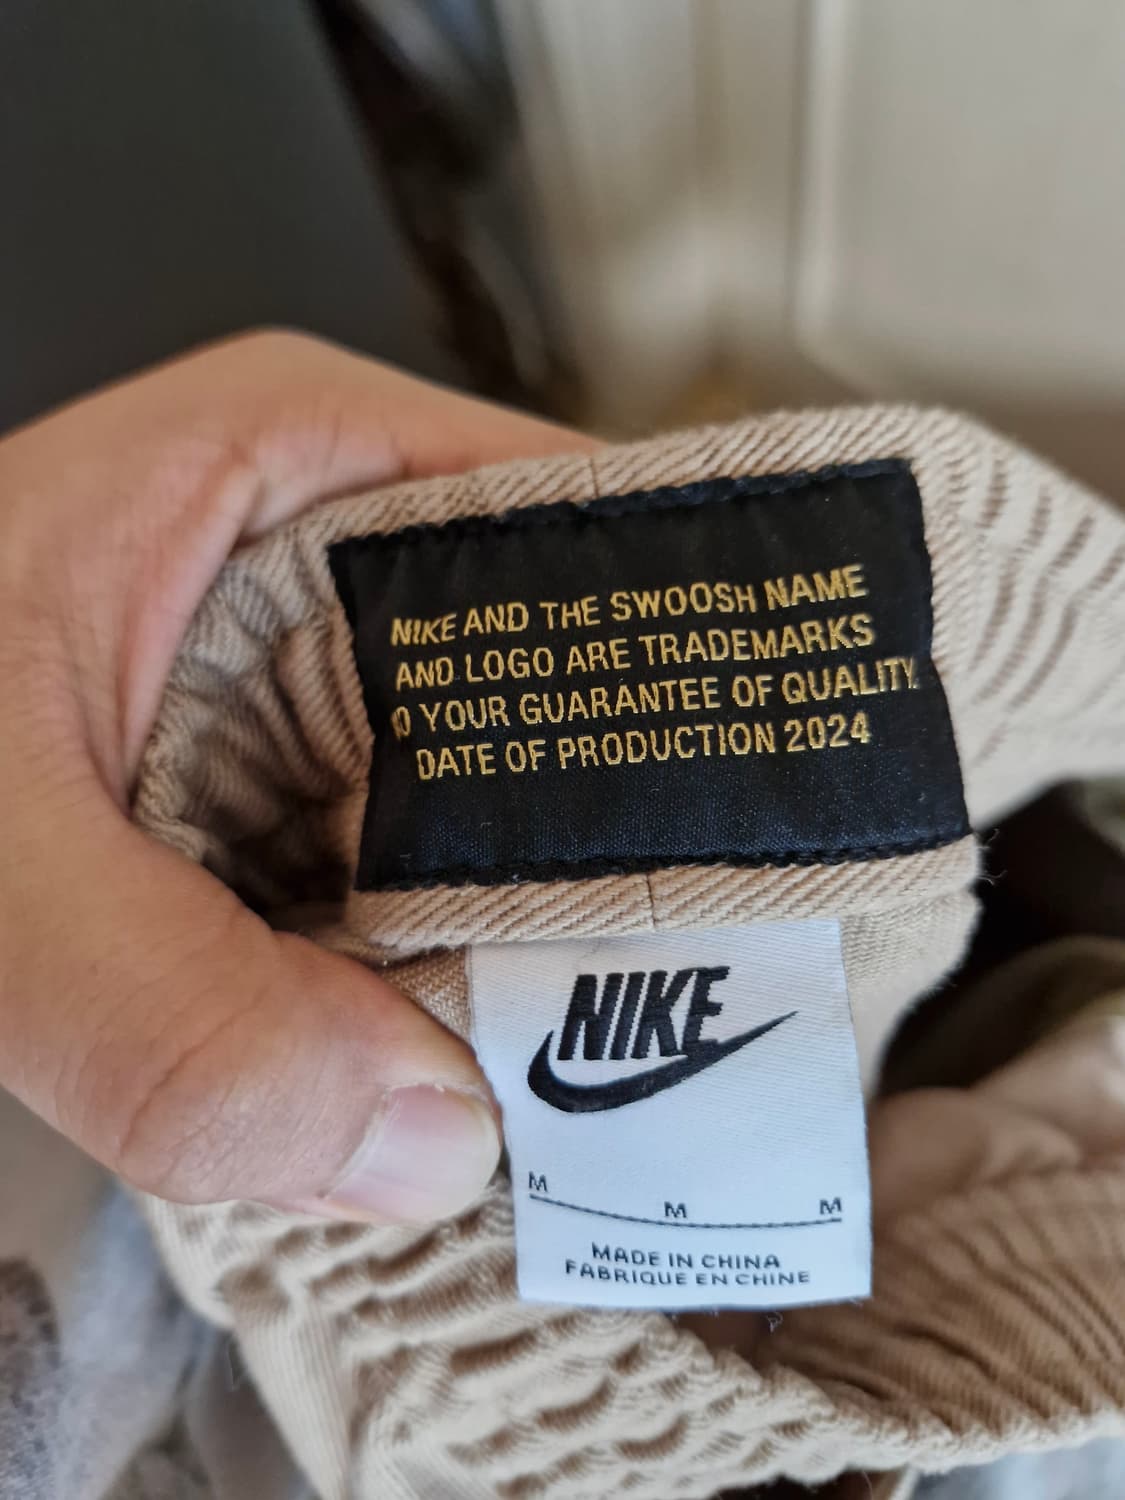 NIKE AND THE SWOOSH NAME
AND LOGO ARE TRADEMARKS
YOUR GUARANTEE OF QUALITY.
DATE OF PRODUCTION 2024
NIKE
M M M
MADE IN CHINA
FABRIQUE EN CHINE